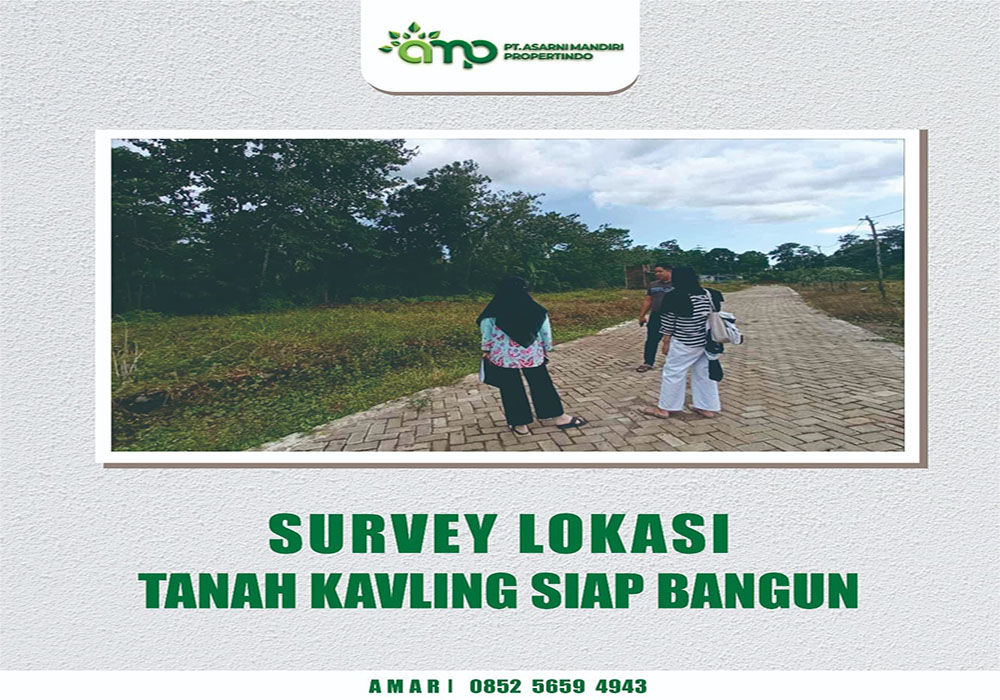 amp
PT. ASARNI MANDIRI
PROPERTINDO
SURVEY LOKASI
TANAH KAVLING SIAP BANGUN
AMAR| 0852 5659 4943